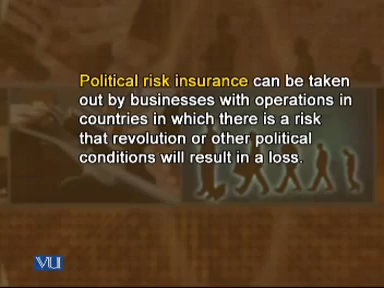 Political risk insurance can be taken
out by businesses with operations in
countries in which there is a risk
that revolution or other political
conditions will result in a loss.
VU